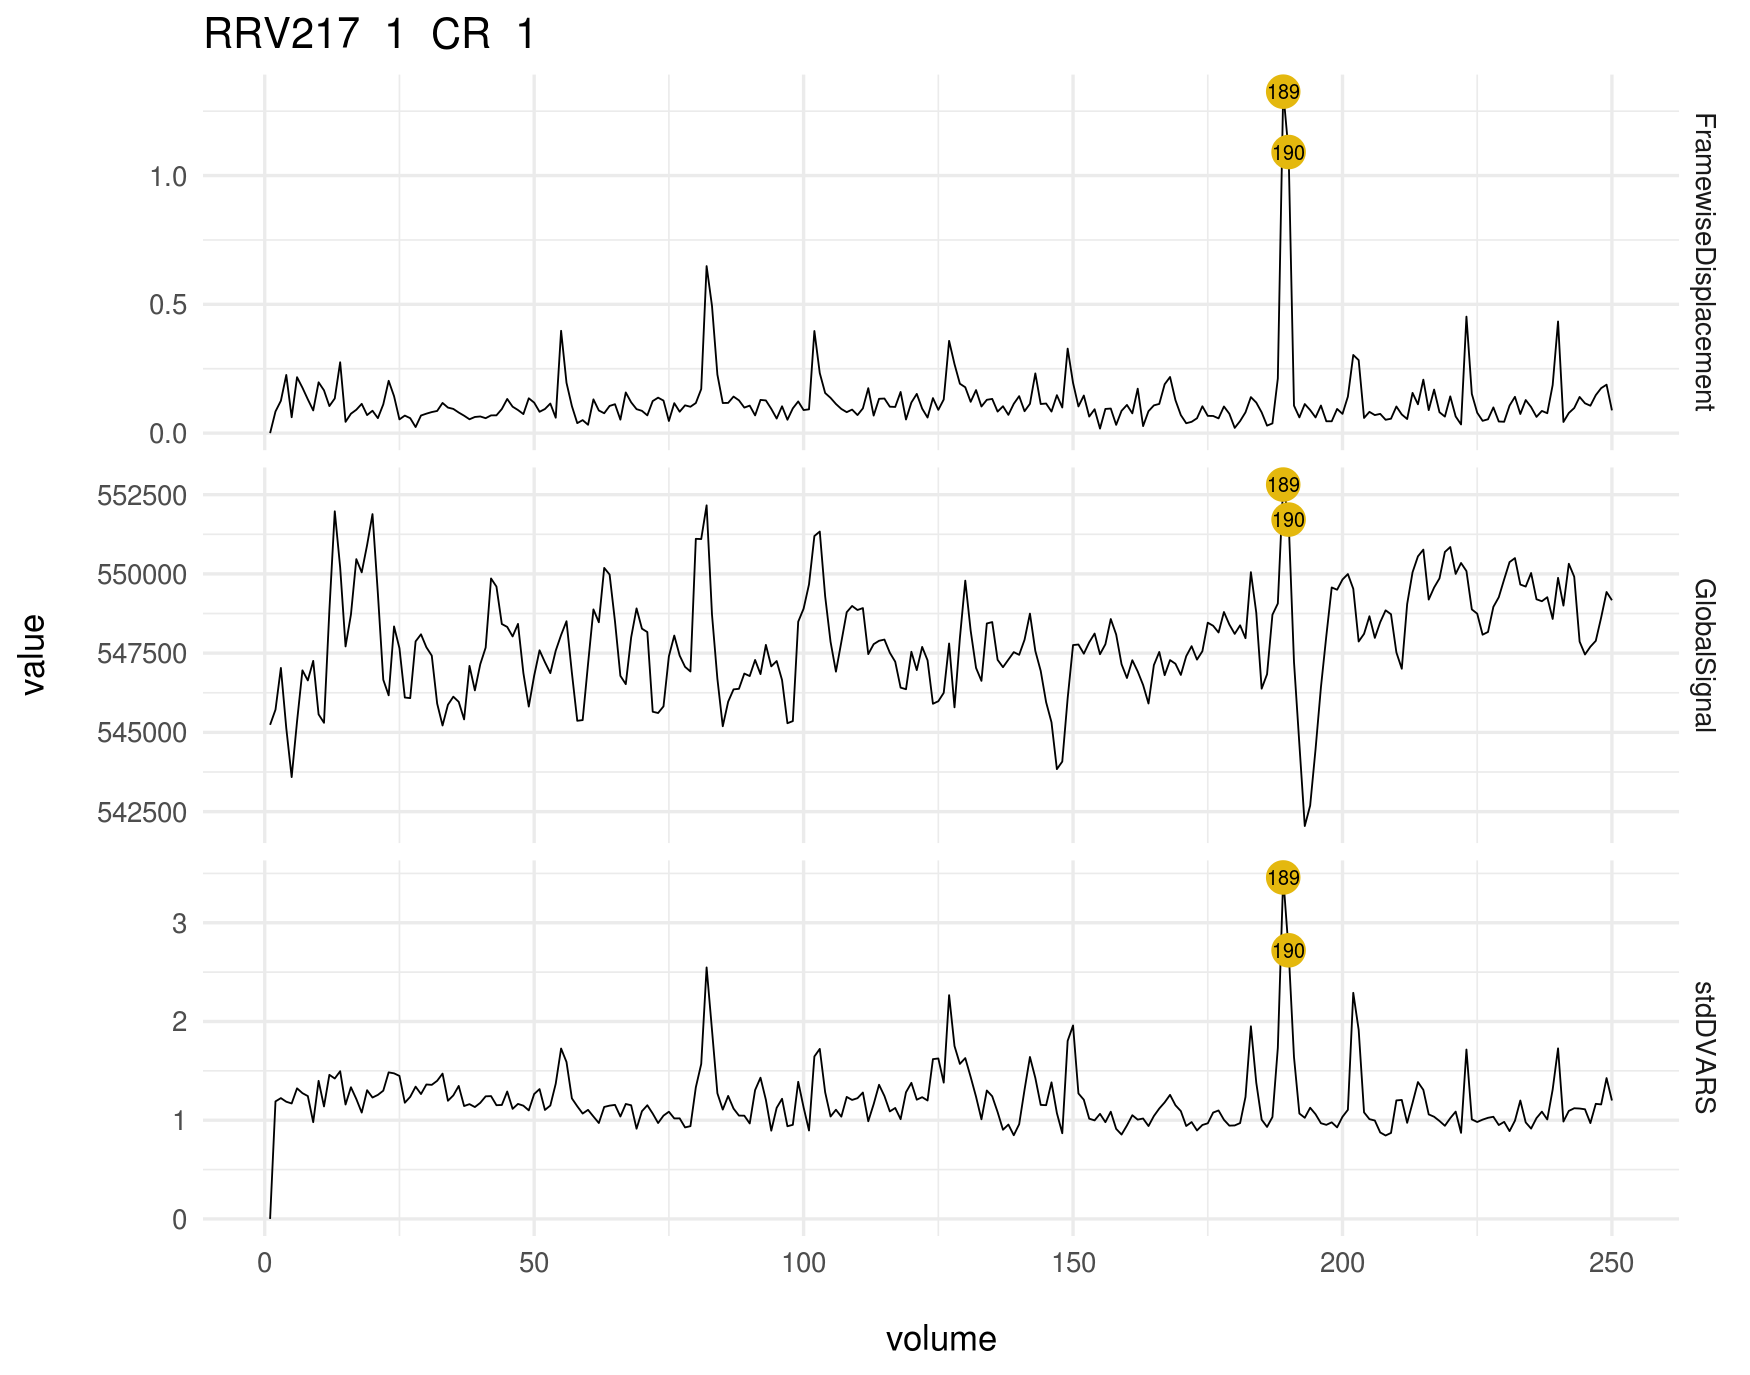 RRV217 1 CR 1
189
190
1.0
0.5
0.0
FramewiseDisplacement
189
190
552500
550000
547500
545000
542500
GlobalSignal
value
189
190
3
2
1
0
stdDVARS
0 50 100 150 200 250
volume